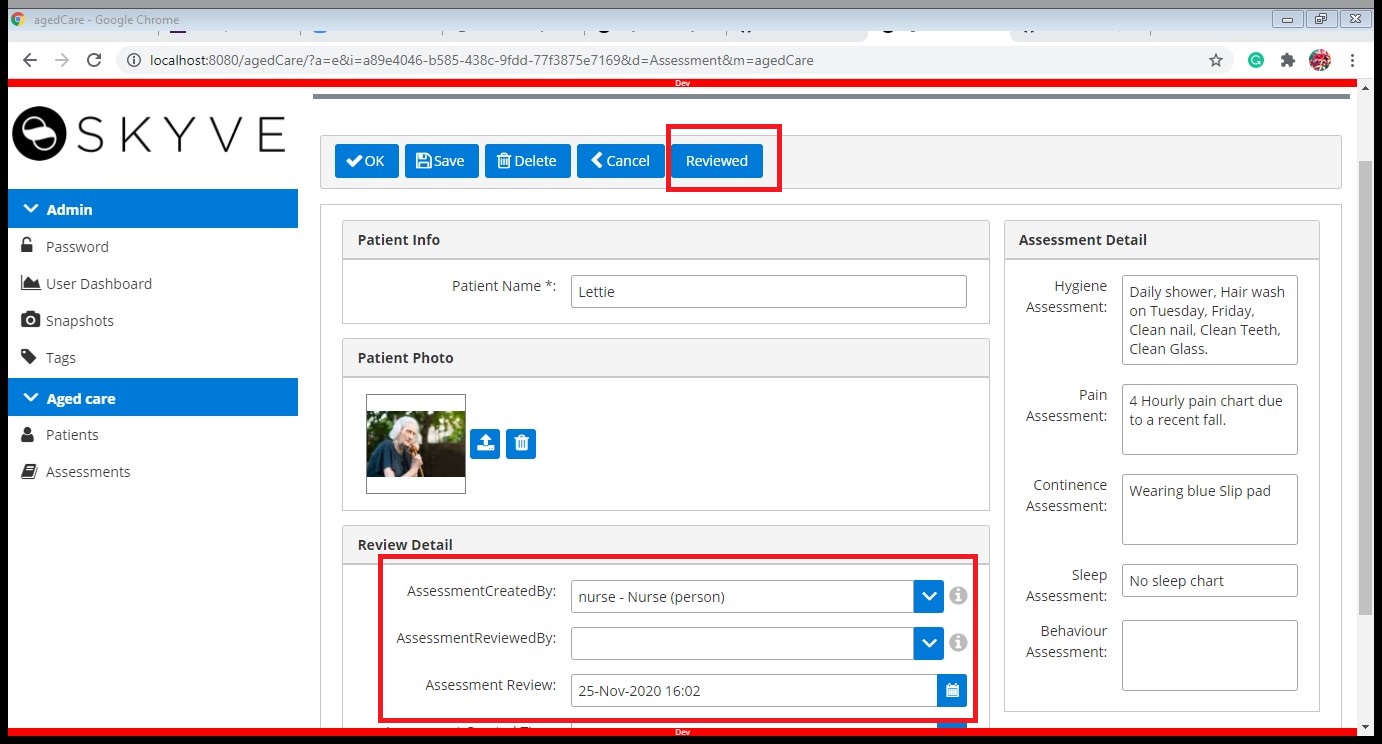 agedCare - Google Chrome
localhost:8080/agedCare/?a=e&i=a89e4046-b585-438c-9fdd-77f3875e7169&d=Assessment&m=agedCare
Dev
SKYVE
OK Save Delete Cancel Reviewed
Admin
Password
User Dashboard
Snapshots
Tags
Aged care
Patients
Assessments
Patient Info
Patient Name *: Lettie
Patient Photo
Review Detail
AssessmentCreatedBy: nurse - Nurse (person)
AssessmentReviewedBy:
Assessment Review: 25-Nov-2020 16:02
Assessment Detail
Hygiene
Assessment:
Daily shower, Hair wash
on Tuesday, Friday,
Clean nail, Clean Teeth,
Clean Glass.
Pain
Assessment:
4 Hourly pain chart due
to a recent fall.
Continence
Assessment:
Wearing blue Slip pad
Sleep
Assessment:
No sleep chart
Behaviour
Assessment:
Dev